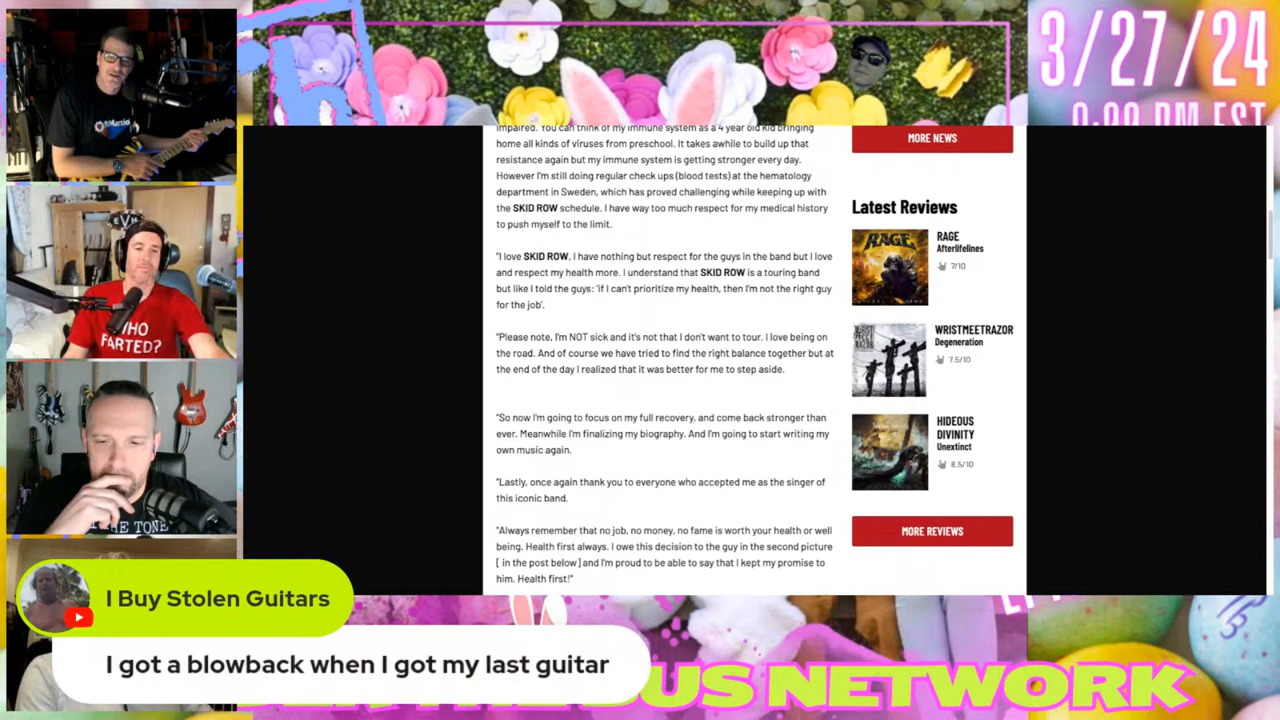 3/27/24
9:00 PM EST
impaired. You can think of my immune system as a 4 year old kid bringing
home all kinds of viruses from preschool. It takes awhile to build up that
resistance again but my immune system is getting stronger every day.
However I'm still doing regular check ups (blood tests) at the hematology
department in Sweden, which has proved challenging while keeping up with
the SKID ROW schedule. I have way too much respect for my medical history
to push myself to the limit.
"I love SKID ROW, I have nothing but respect for the guys in the band but I love
and respect my health more. I understand that SKID ROW is a touring band
but like I told the guys: 'if I can't prioritize my health, then I'm not the right guy
for the job'.
"Please note, I'm NOT sick and it's not that I don't want to tour. I love being on
the road. And of course we have tried to find the right balance together but at
the end of the day I realized that it was better for me to step aside.
"So now I'm going to focus on my full recovery, and come back stronger than
ever. Meanwhile I'm finalizing my biography. And I'm going to start writing my
own music again.
"Lastly, once again thank you to everyone who accepted me as the singer of
this iconic band.
"Always remember that no job, no money, no fame is worth your health or well
being. Health first always. I owe this decision to the guy in the second picture
[ in the post below] and I'm proud to be able to say that I kept my promise to
him. Health first!"
MORE NEWS
Latest Reviews
RAGE
RAGE
Afterlifelines
7/10
WRISTMEETRAZOR
Degeneration
7.5/10
HIDEOUS
DIVINITY
Unextinct
8.5/10
MORE REVIEWS
EVH
WHO
FARTED?
THE TONE
I Buy Stolen Guitars
I got a blowback when I got my last guitar
US NETWORK